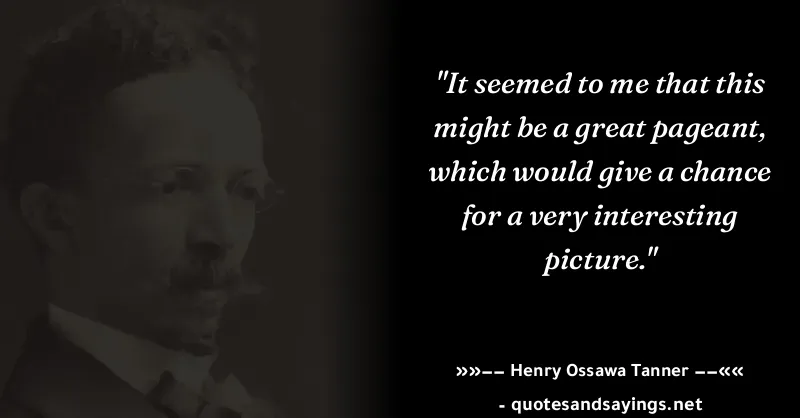 "It seemed to me that this
might be a great pageant,
which would give a chance
for a very interesting
picture."
»»–– Henry Ossawa Tanner ––««
- quotesandsayings.net